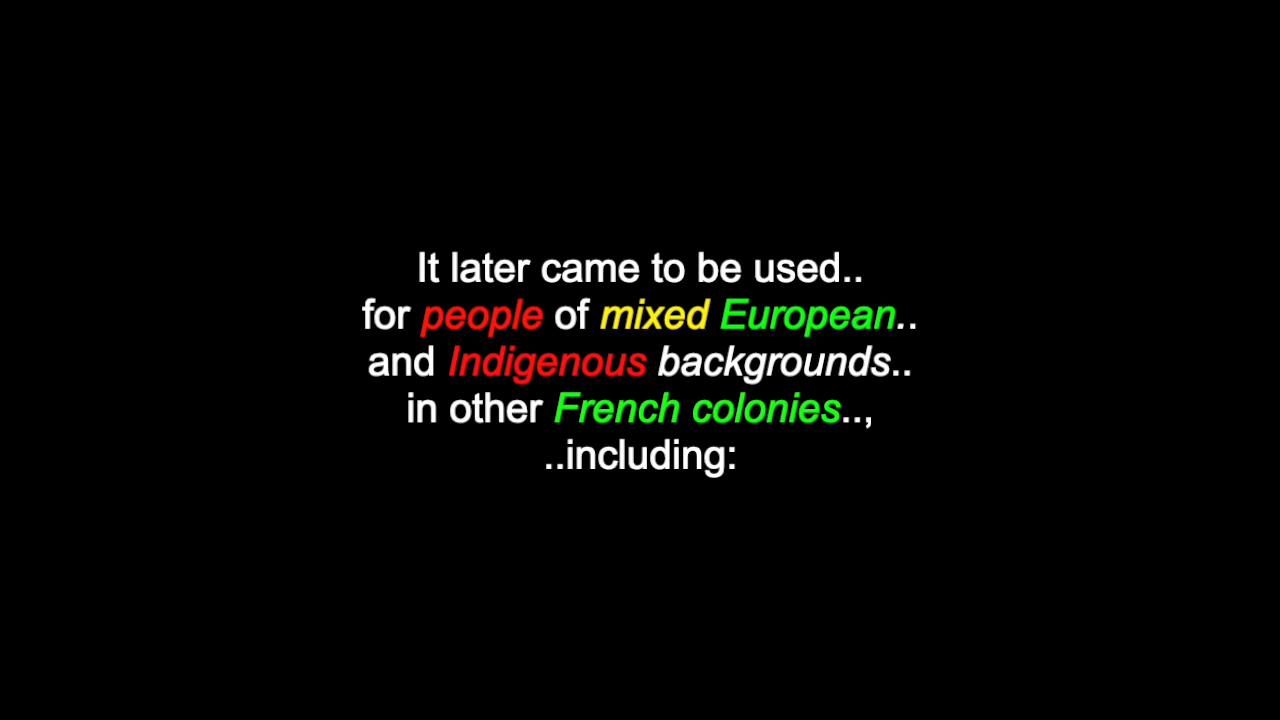 It later came to be used..
for people of mixed European..
and Indigenous backgrounds..
in other French colonies..,
..including: